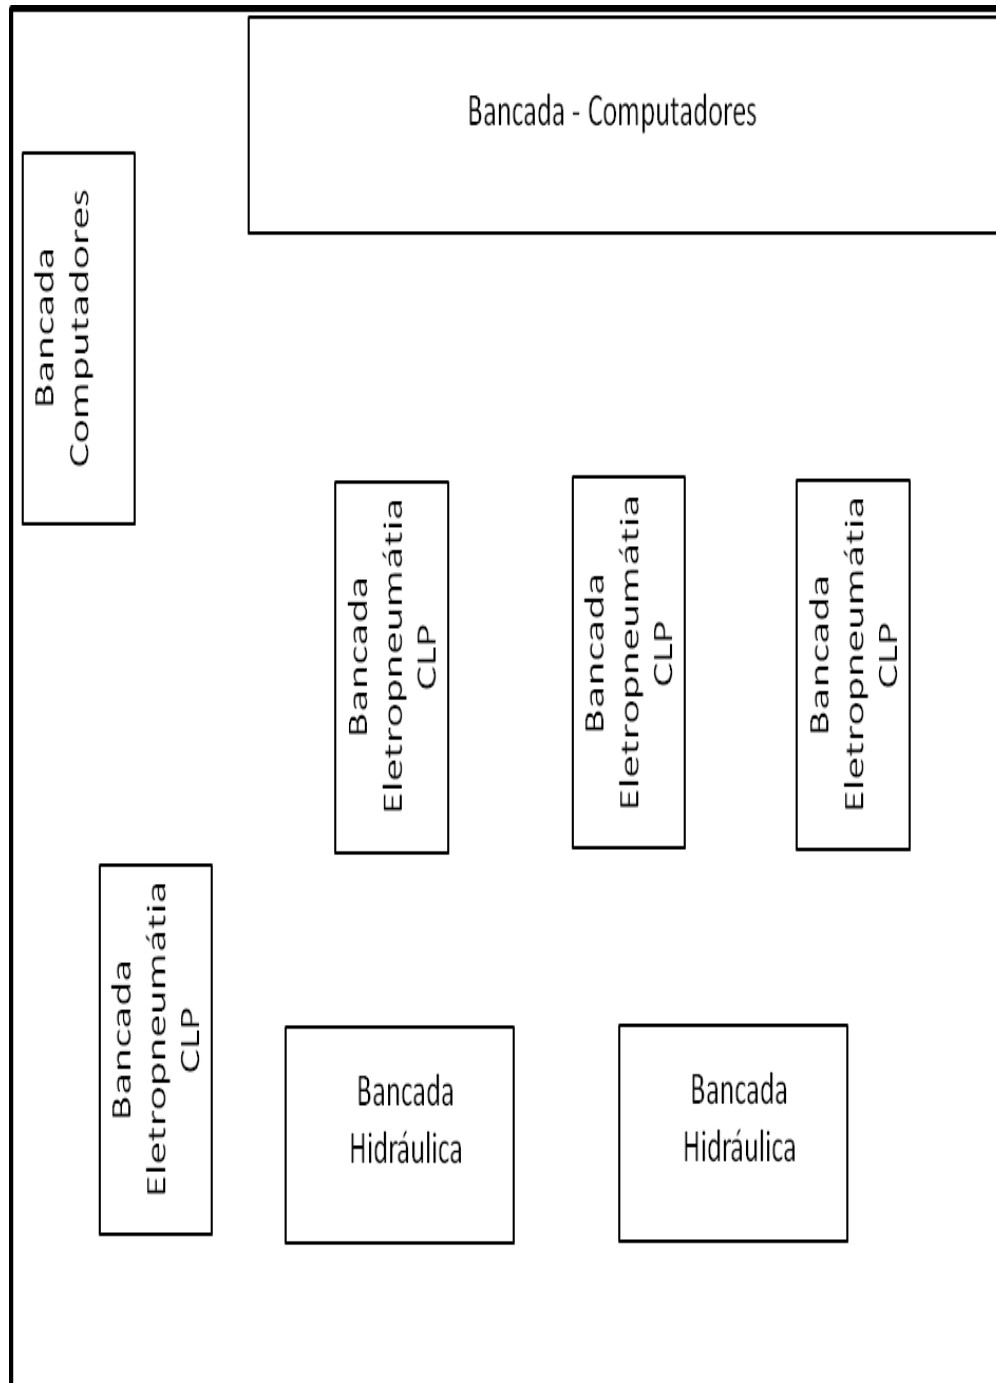 Bancada - Computadores
Bancada
Computadores
Bancada
Eletropneumátia
CLP
Bancada
Eletropneumátia
CLP
Bancada
Eletropneumátia
CLP
Bancada
Eletropneumátia
CLP
Bancada
Hidráulica
Bancada
Hidráulica